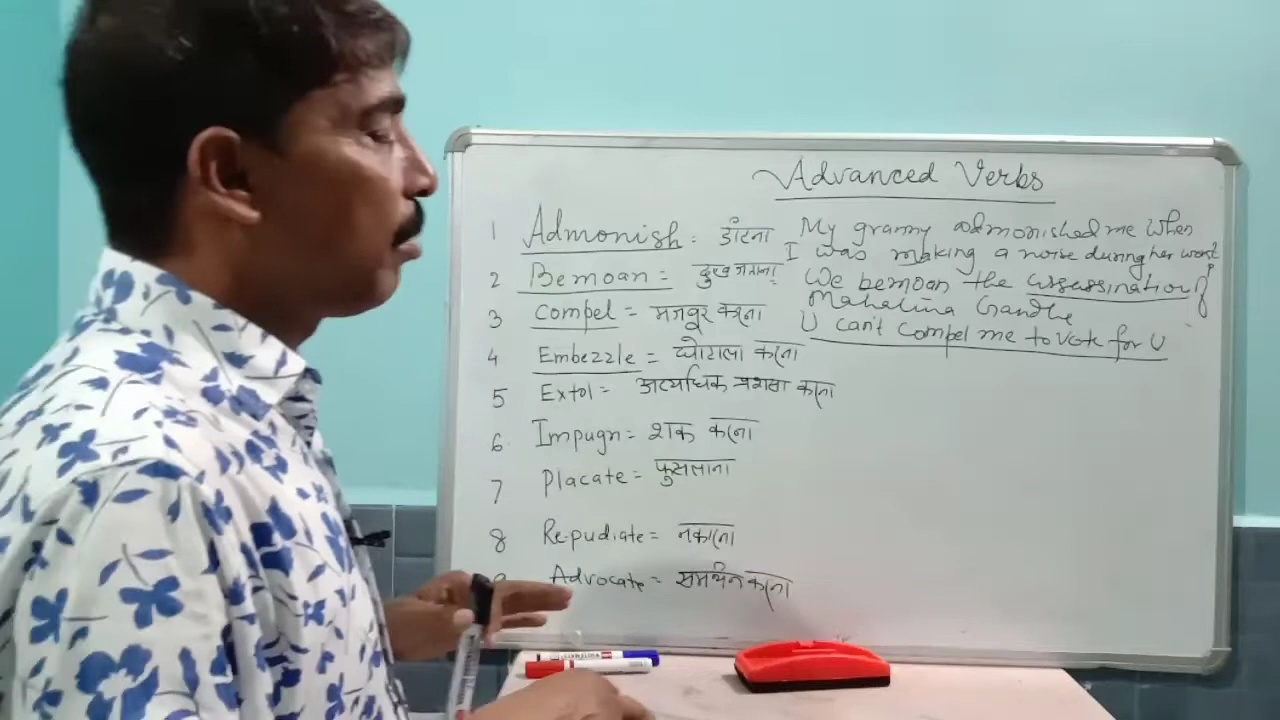 Advanced Verbs
1 Admonish = डांटना My granny admonished me when
I was making a noise during her
2 Bemoan = दुख जताना We bemoan the assassination of
Mahatma Gandhi
3 Compel = मजबूर करना U can't compel me to vote for U
4 Embezzle = घोटाला करना
5 Extol = अत्यधिक प्रशंसा करना
6 Impugn = शक करना
7 Placate = फुसलाना
8 Repudiate = नकारना
9 Advocate = समर्थन करना